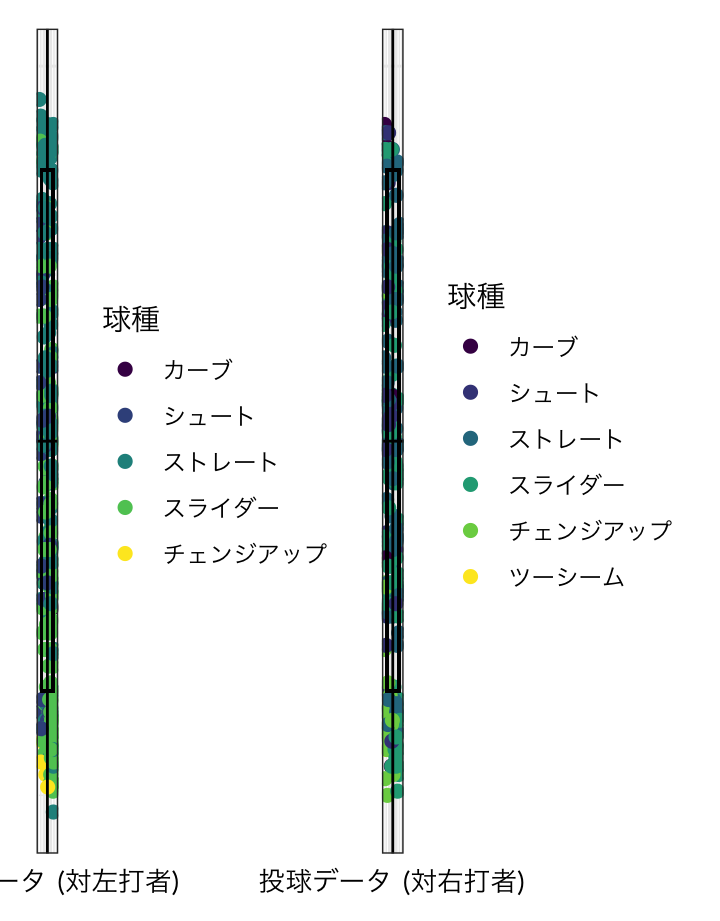 球種
カーブ
シュート
ストレート
スライダー
チェンジアップ
ータ (対左打者)
球種
カーブ
シュート
ストレート
スライダー
チェンジアップ
ツーシーム
投球データ (対右打者)